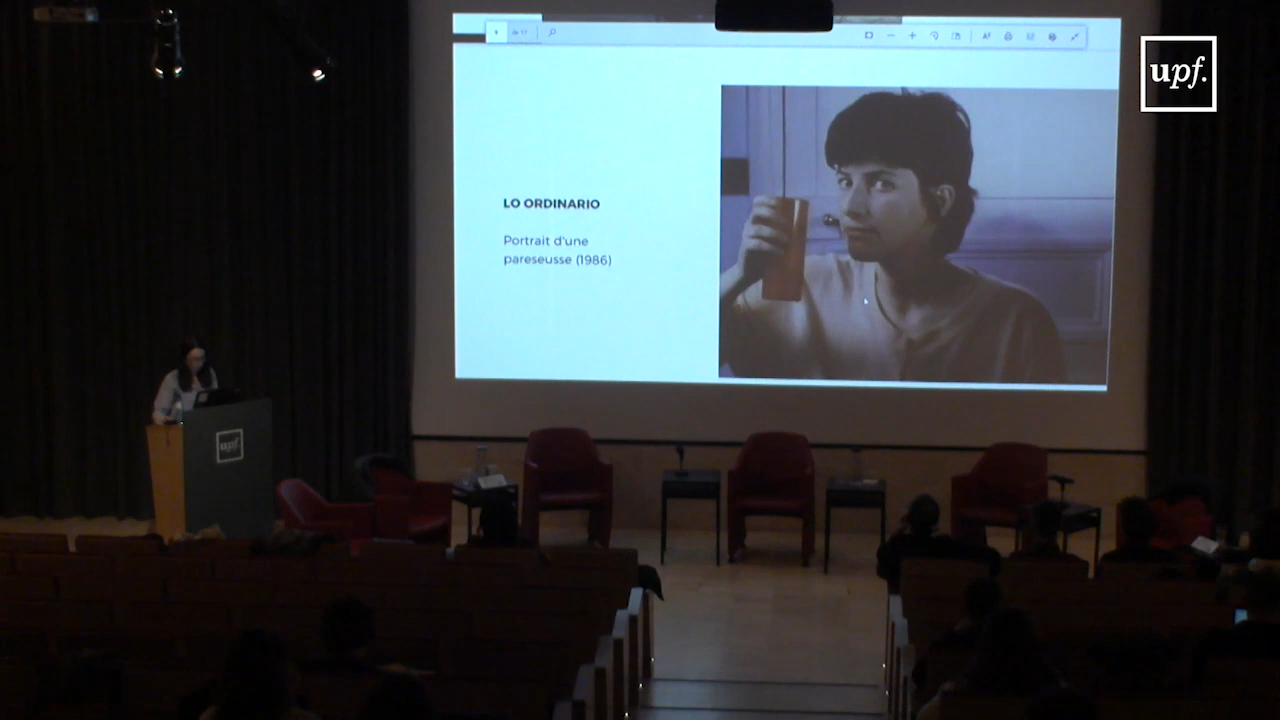 upf.
LO ORDINARIO
Portrait d'une
pareseusse (1986)
upf.